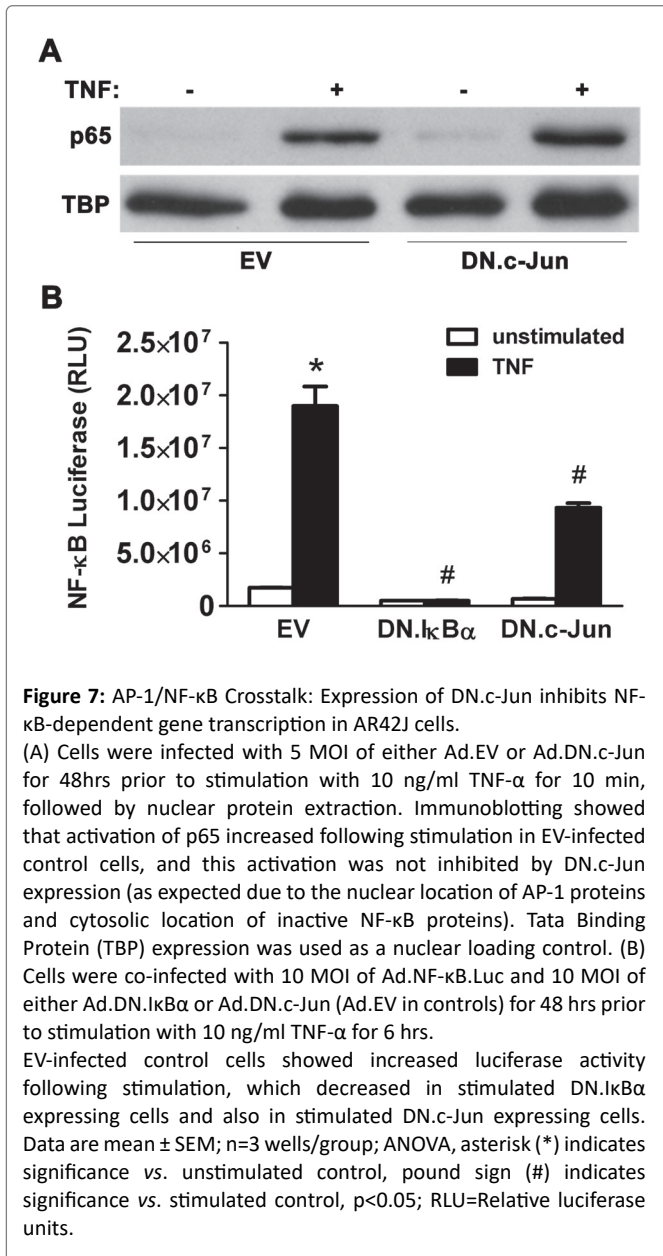 A
TNF: - + - +
p65
TBP
EV DN.c-Jun
B
NF-κB Luciferase (RLU)
2.5×10⁷
2.0×10⁷
1.5×10⁷
1.0×10⁷
5.0×10⁶
0
unstimulated
TNF
*
#
#
EV DN.IκBα DN.c-Jun
Figure 7: AP-1/NF-κB Crosstalk: Expression of DN.c-Jun inhibits NF-
κB-dependent gene transcription in AR42J cells.
(A) Cells were infected with 5 MOI of either Ad.EV or Ad.DN.c-Jun
for 48hrs prior to stimulation with 10 ng/ml TNF-α for 10 min,
followed by nuclear protein extraction. Immunoblotting showed
that activation of p65 increased following stimulation in EV-infected
control cells, and this activation was not inhibited by DN.c-Jun
expression (as expected due to the nuclear location of AP-1 proteins
and cytosolic location of inactive NF-κB proteins). Tata Binding
Protein (TBP) expression was used as a nuclear loading control. (B)
Cells were co-infected with 10 MOI of Ad.NF-κB.Luc and 10 MOI of
either Ad.DN.IκBα or Ad.DN.c-Jun (Ad.EV in controls) for 48 hrs prior
to stimulation with 10 ng/ml TNF-α for 6 hrs.
EV-infected control cells showed increased luciferase activity
following stimulation, which decreased in stimulated DN.IκBα
expressing cells and also in stimulated DN.c-Jun expressing cells.
Data are mean ± SEM; n=3 wells/group; ANOVA, asterisk (*) indicates
significance vs. unstimulated control, pound sign (#) indicates
significance vs. stimulated control, p<0.05; RLU=Relative luciferase
units.